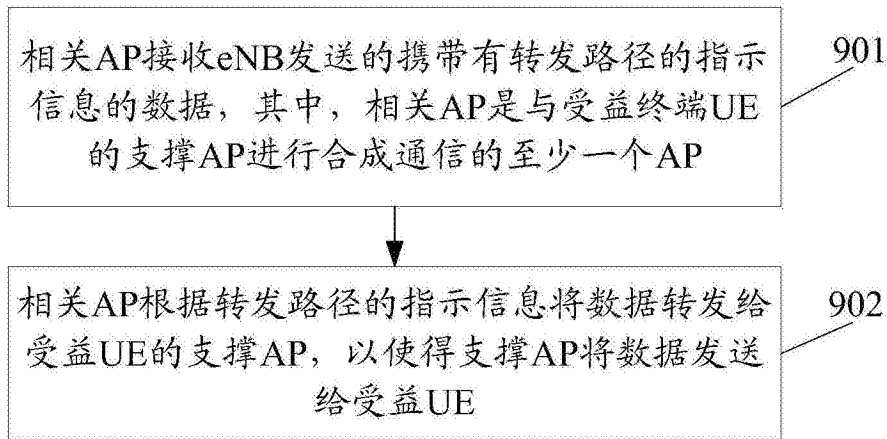 相关AP接收eNB发送的携带有转发路径的指示
信息的数据，其中，相关AP是与受益终端UE
的支撑AP进行合成通信的至少一个AP
901
相关AP根据转发路径的指示信息将数据转发给
受益UE的支撑AP，以使得支撑AP将数据发送
给受益UE
902